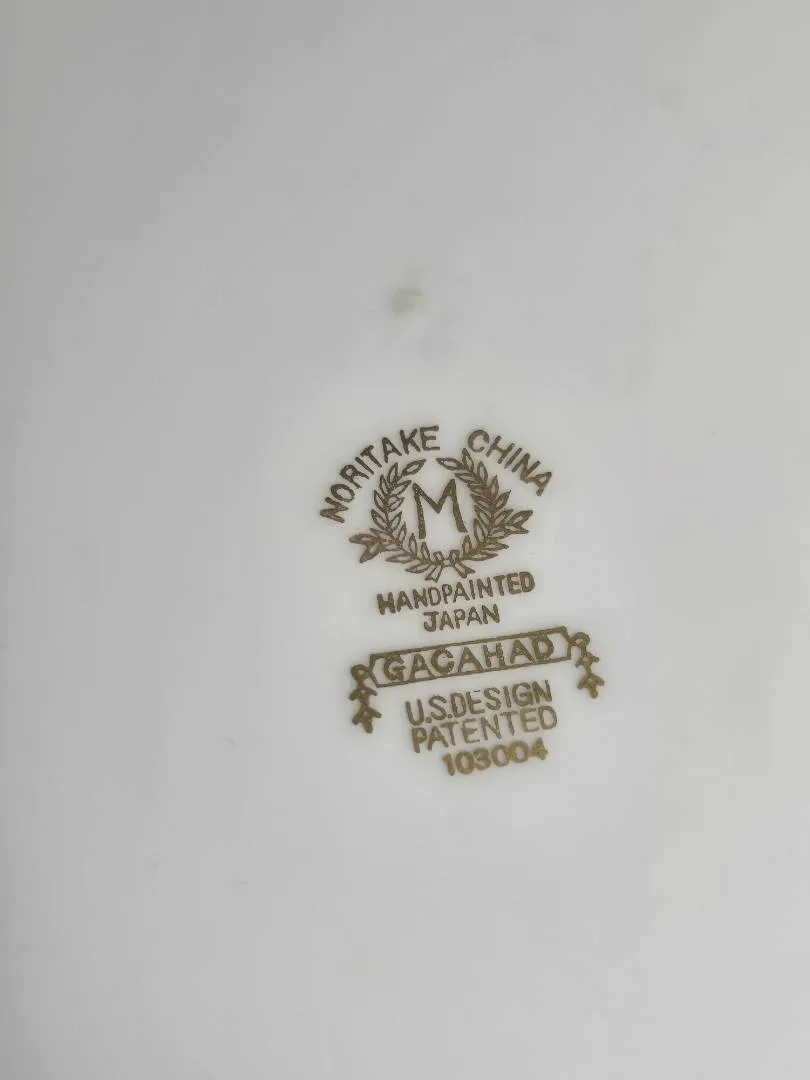 NORITAKE CHINA
M
HANDPAINTED
JAPAN
GACAHAD
U.S.DESIGN
PATENTED
103004